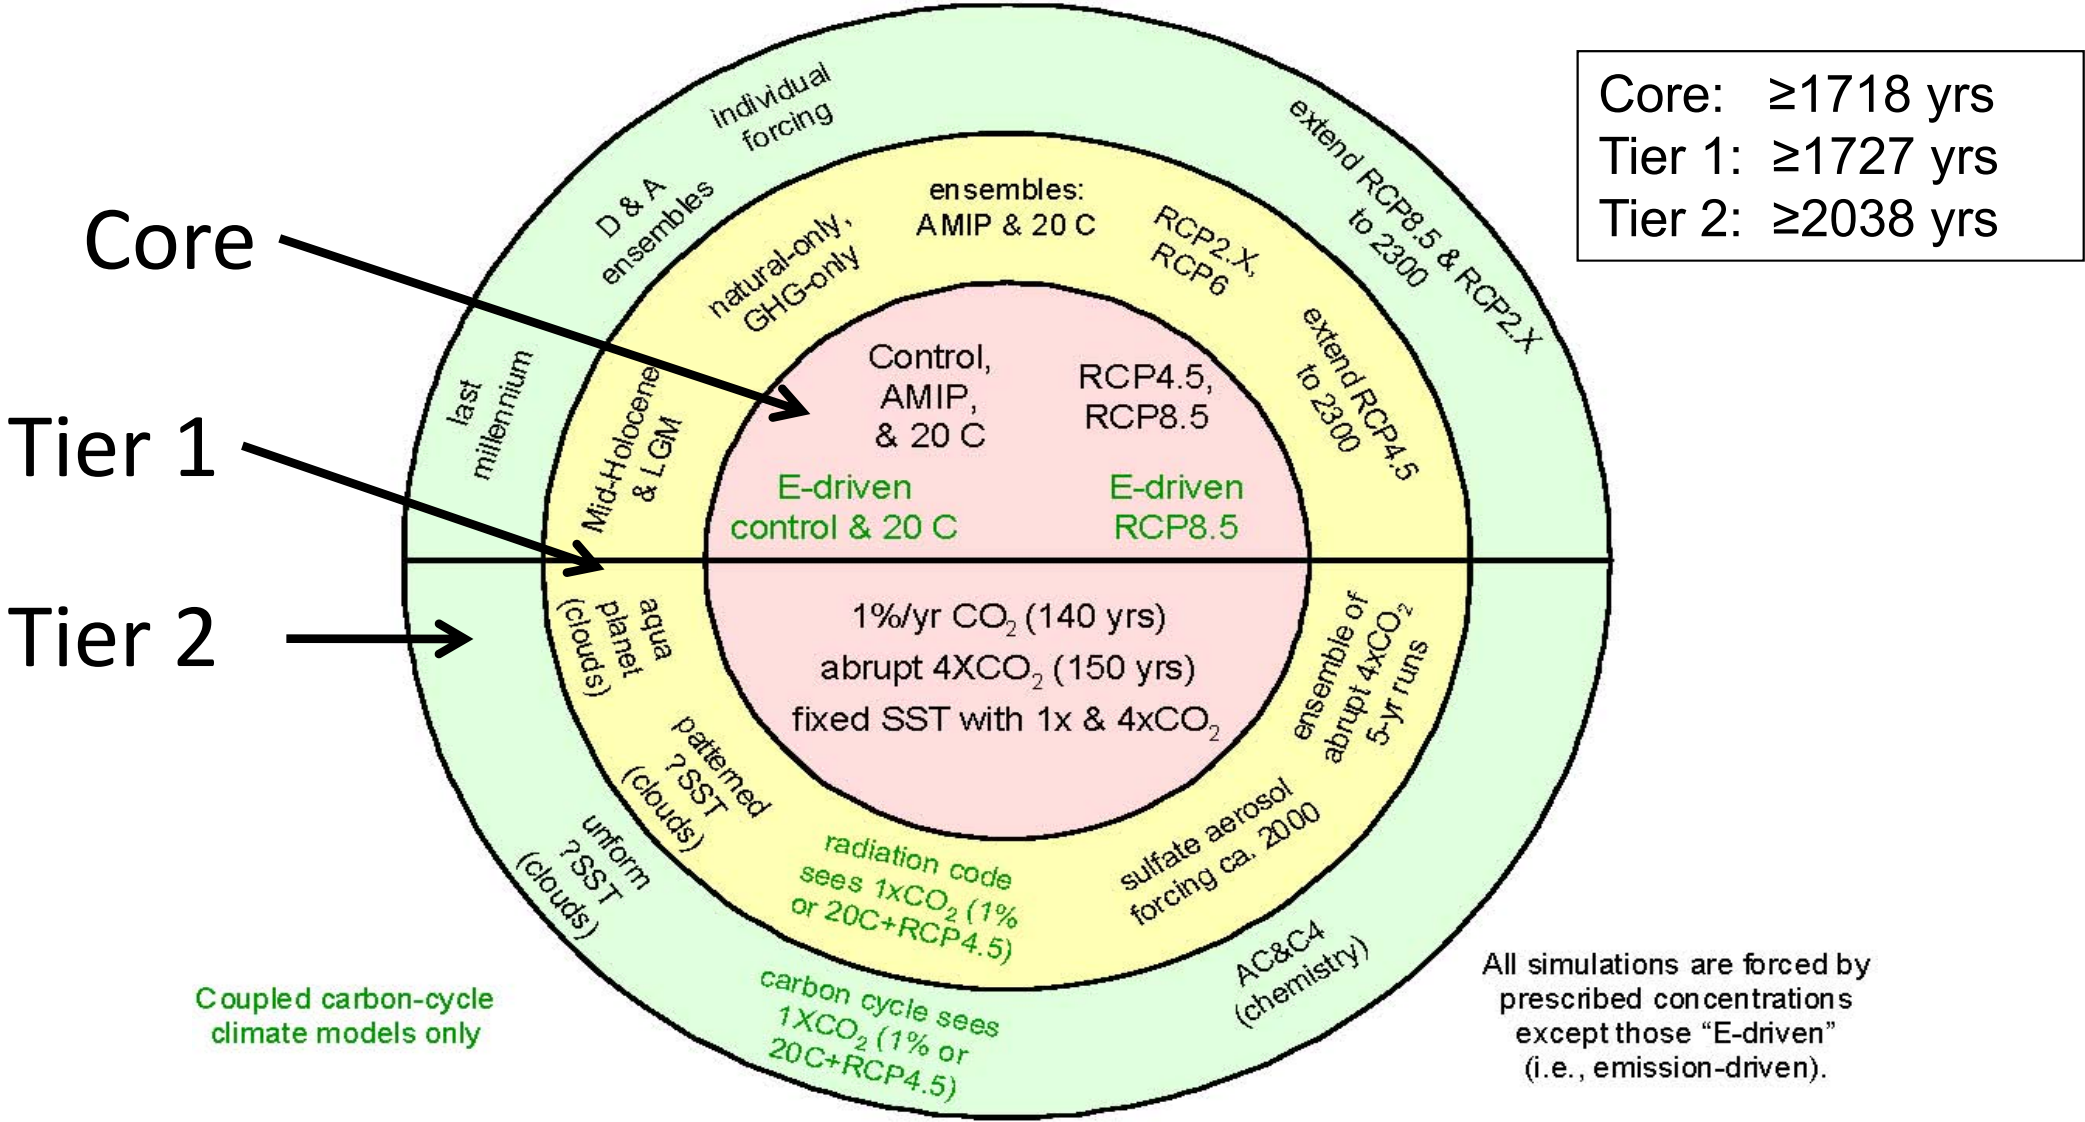 Core: ≥1718 yrs
Tier 1: ≥1727 yrs
Tier 2: ≥2038 yrs
Core
Tier 1
Tier 2
individual
forcing
D & A
ensembles
last
millennium
extend RCP8.5 & RCP2.X
to 2300
ensembles:
AMIP & 20 C
natural-only,
GHG-only
Mid-Holocene
& LGM
RCP2.X,
RCP6
extend RCP4.5
to 2300
Control,
AMIP,
& 20 C
RCP4.5,
RCP8.5
E-driven
control & 20 C
E-driven
RCP8.5
1%/yr CO₂ (140 yrs)
abrupt 4XCO₂ (150 yrs)
fixed SST with 1x & 4xCO₂
aqua
planet
(clouds)
patterned
?SST
(clouds)
radiation code
sees 1xCO₂ (1%
or 20C+RCP4.5)
sulfate aerosol
forcing ca. 2000
ensemble of
abrupt 4xCO₂
5-yr runs
unform
?SST
(clouds)
carbon cycle sees
1XCO₂ (1% or
20C+RCP4.5)
AC&C4
(chemistry)
Coupled carbon-cycle
climate models only
All simulations are forced by
prescribed concentrations
except those “E-driven”
(i.e., emission-driven).